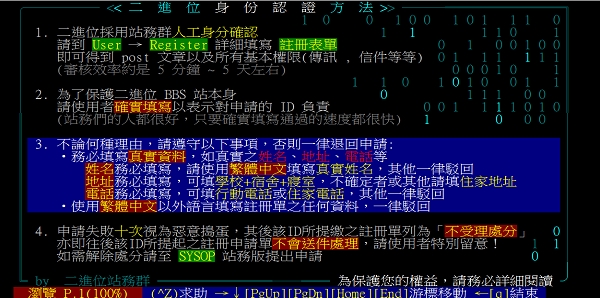 << 二 進 位 身 份 認 證 方 法 >>
1 0 0 100 101 01 0
1. 二進位採用站務群人工身分確認 1 1 110 11 0
請到 User → Register 詳細填寫 註冊表單
即可得到 post 文章以及所有基本權限(傳訊 , 信件等等)
(審核效率約是 5 分鐘 ~ 5 天左右)
2. 為了保護二進位 BBS 站本身
請使用者確實填寫以表示對申請的 ID 負責
(站務們的人都很好，只要確實填寫通過的速度都很快)
3. 不論何種理由，請遵守以下事項，否則一律退回申請:
・務必填寫真實資料，如真實之姓名、地址、電話等
姓名務必填寫，請使用繁體中文填寫真實姓名，其他一律駁回
地址務必填寫，可填學校+宿舍+寢室，不確定者或其他請填住家地址
電話務必填寫，可填行動電話或住家電話，其他一律駁回
・使用繁體中文以外語言填寫註冊單之任何資料，一律駁回
4. 申請失敗十次視為惡意搗蛋，其後該ID所提繳之註冊單列為「不受理處分」
亦即往後該ID所提起之註冊申請單不會送件處理，請使用者特別留意！
如需解除處分請至 SYSOP 站務版提出申請
by 二進位站務群 為保護您的權益，請務必詳細閱讀
瀏覽 P.1(100%) (^Z)求助 →↓[PgUp][PgDn][Home][End]游標移動 ←[q]結束